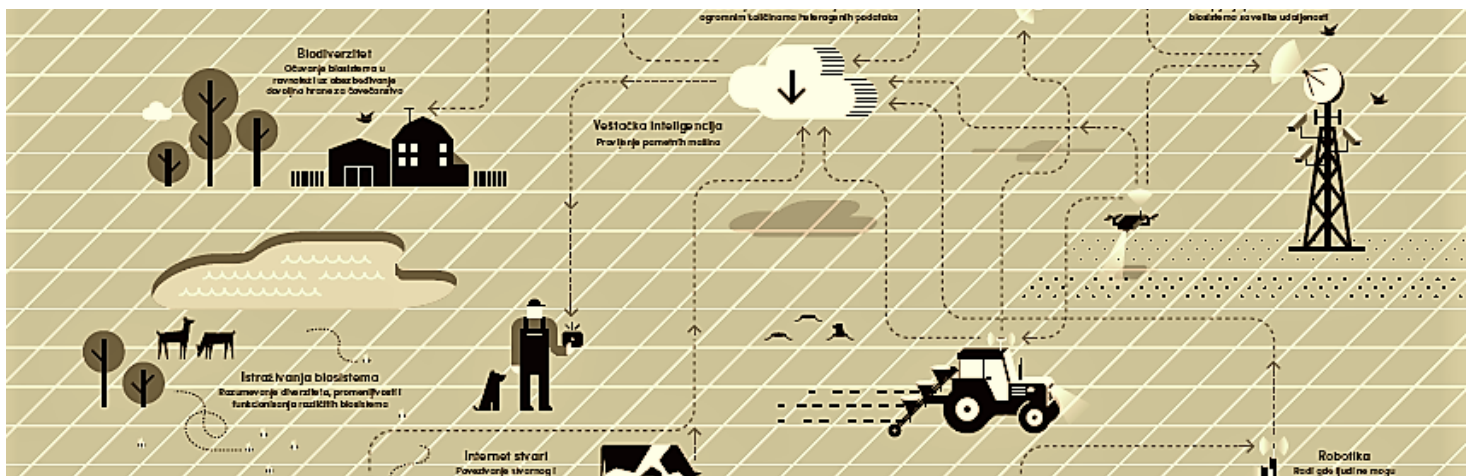 ogromnim količinama heterogenih podataka
biosistema sa velike udaljenosti
Biodiverzitet
Očuvanje biosistema u
ravnoteži uz obezbeđivanje
dovoljno hrane za čovečanstvo
Veštačka inteligencija
Pravljenje pametnih mašina
Istraživanja biosistema
Razumevanje diverziteta, promenljivosti i
funkcionisanja različitih biosistema
Internet stvari
Povezivanje stvarnog i
Robotika
Radi gde ljudi ne mogu